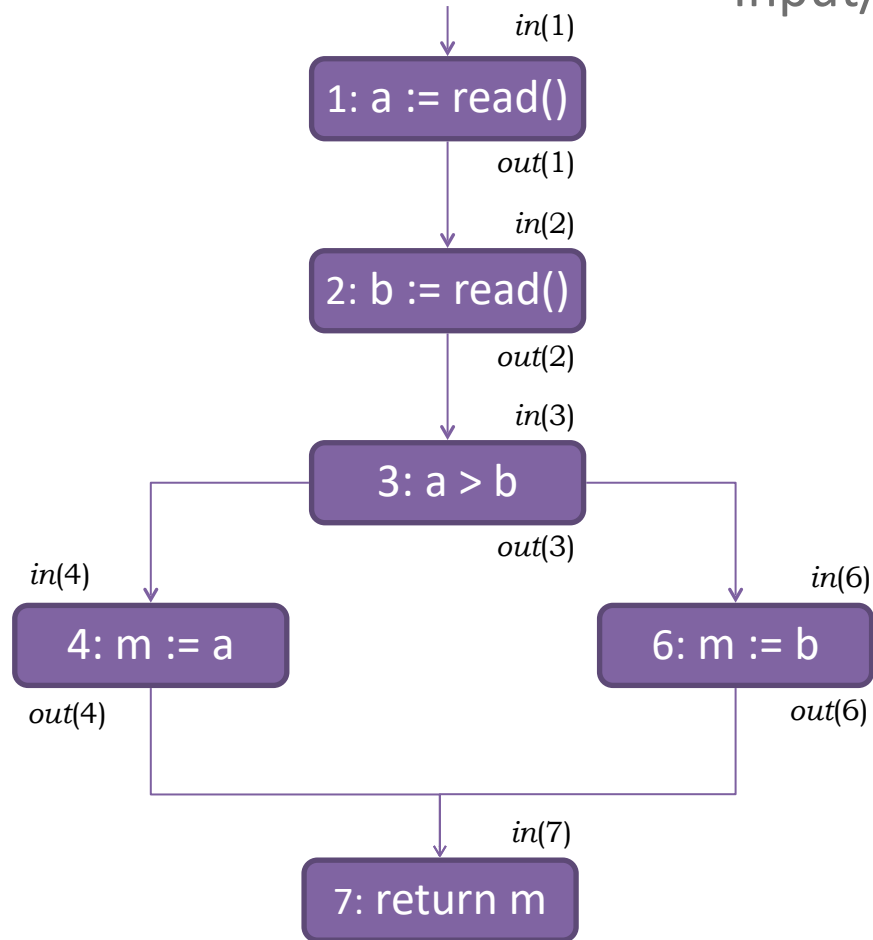 Input/
in(1)
1: a := read()
out(1)
in(2)
2: b := read()
out(2)
in(3)
3: a > b
out(3)
in(4)
in(6)
4: m := a
6: m := b
out(4)
out(6)
in(7)
7: return m